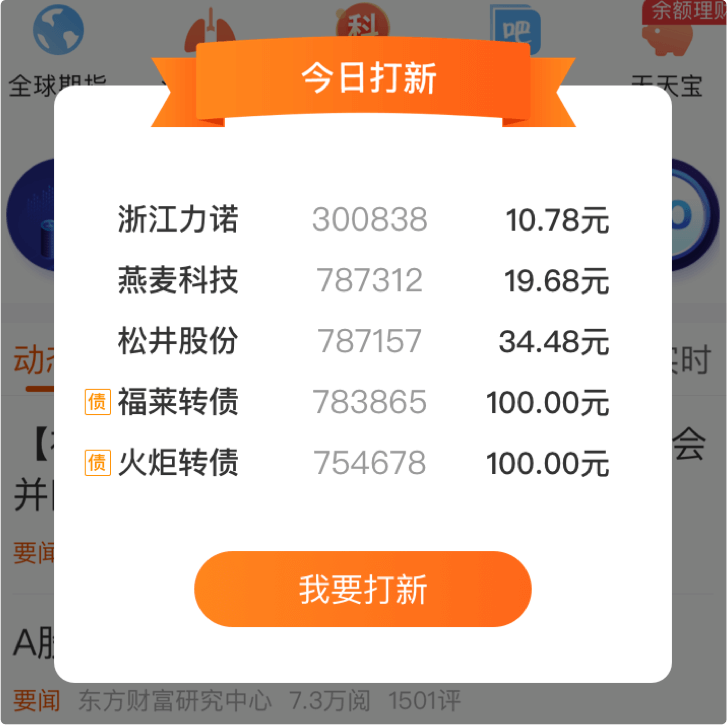 余额理财
科
吧
全球期指
天天宝
今日打新
浙江力诺 300838 10.78元
燕麦科技 787312 19.68元
松井股份 787157 34.48元
债 福莱转债 783865 100.00元
债 火炬转债 754678 100.00元
动态
实时
会
并
要闻
我要打新
A股
要闻 东方财富研究中心 7.3万阅 1501评